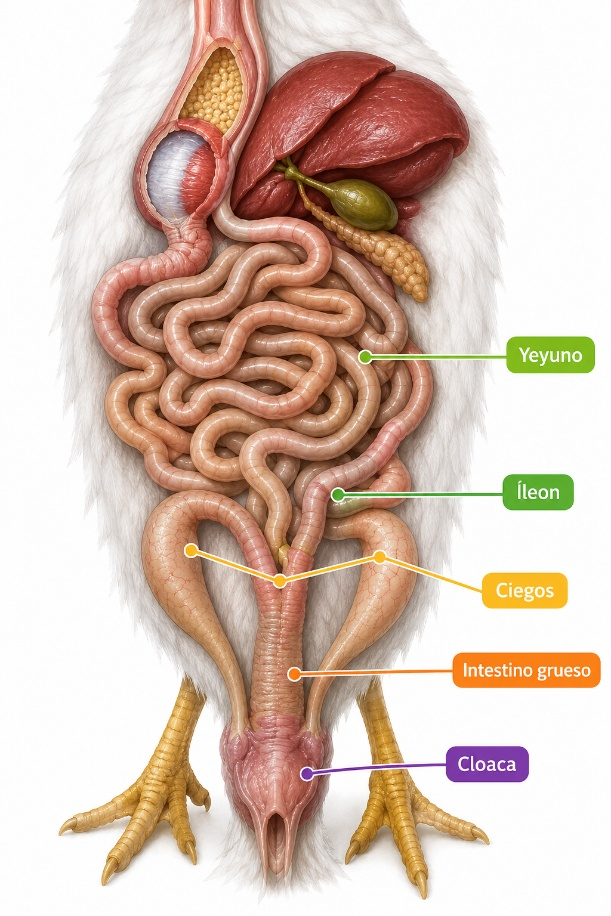 Yeyuno
Íleon
Ciegos
Intestino grueso
Cloaca